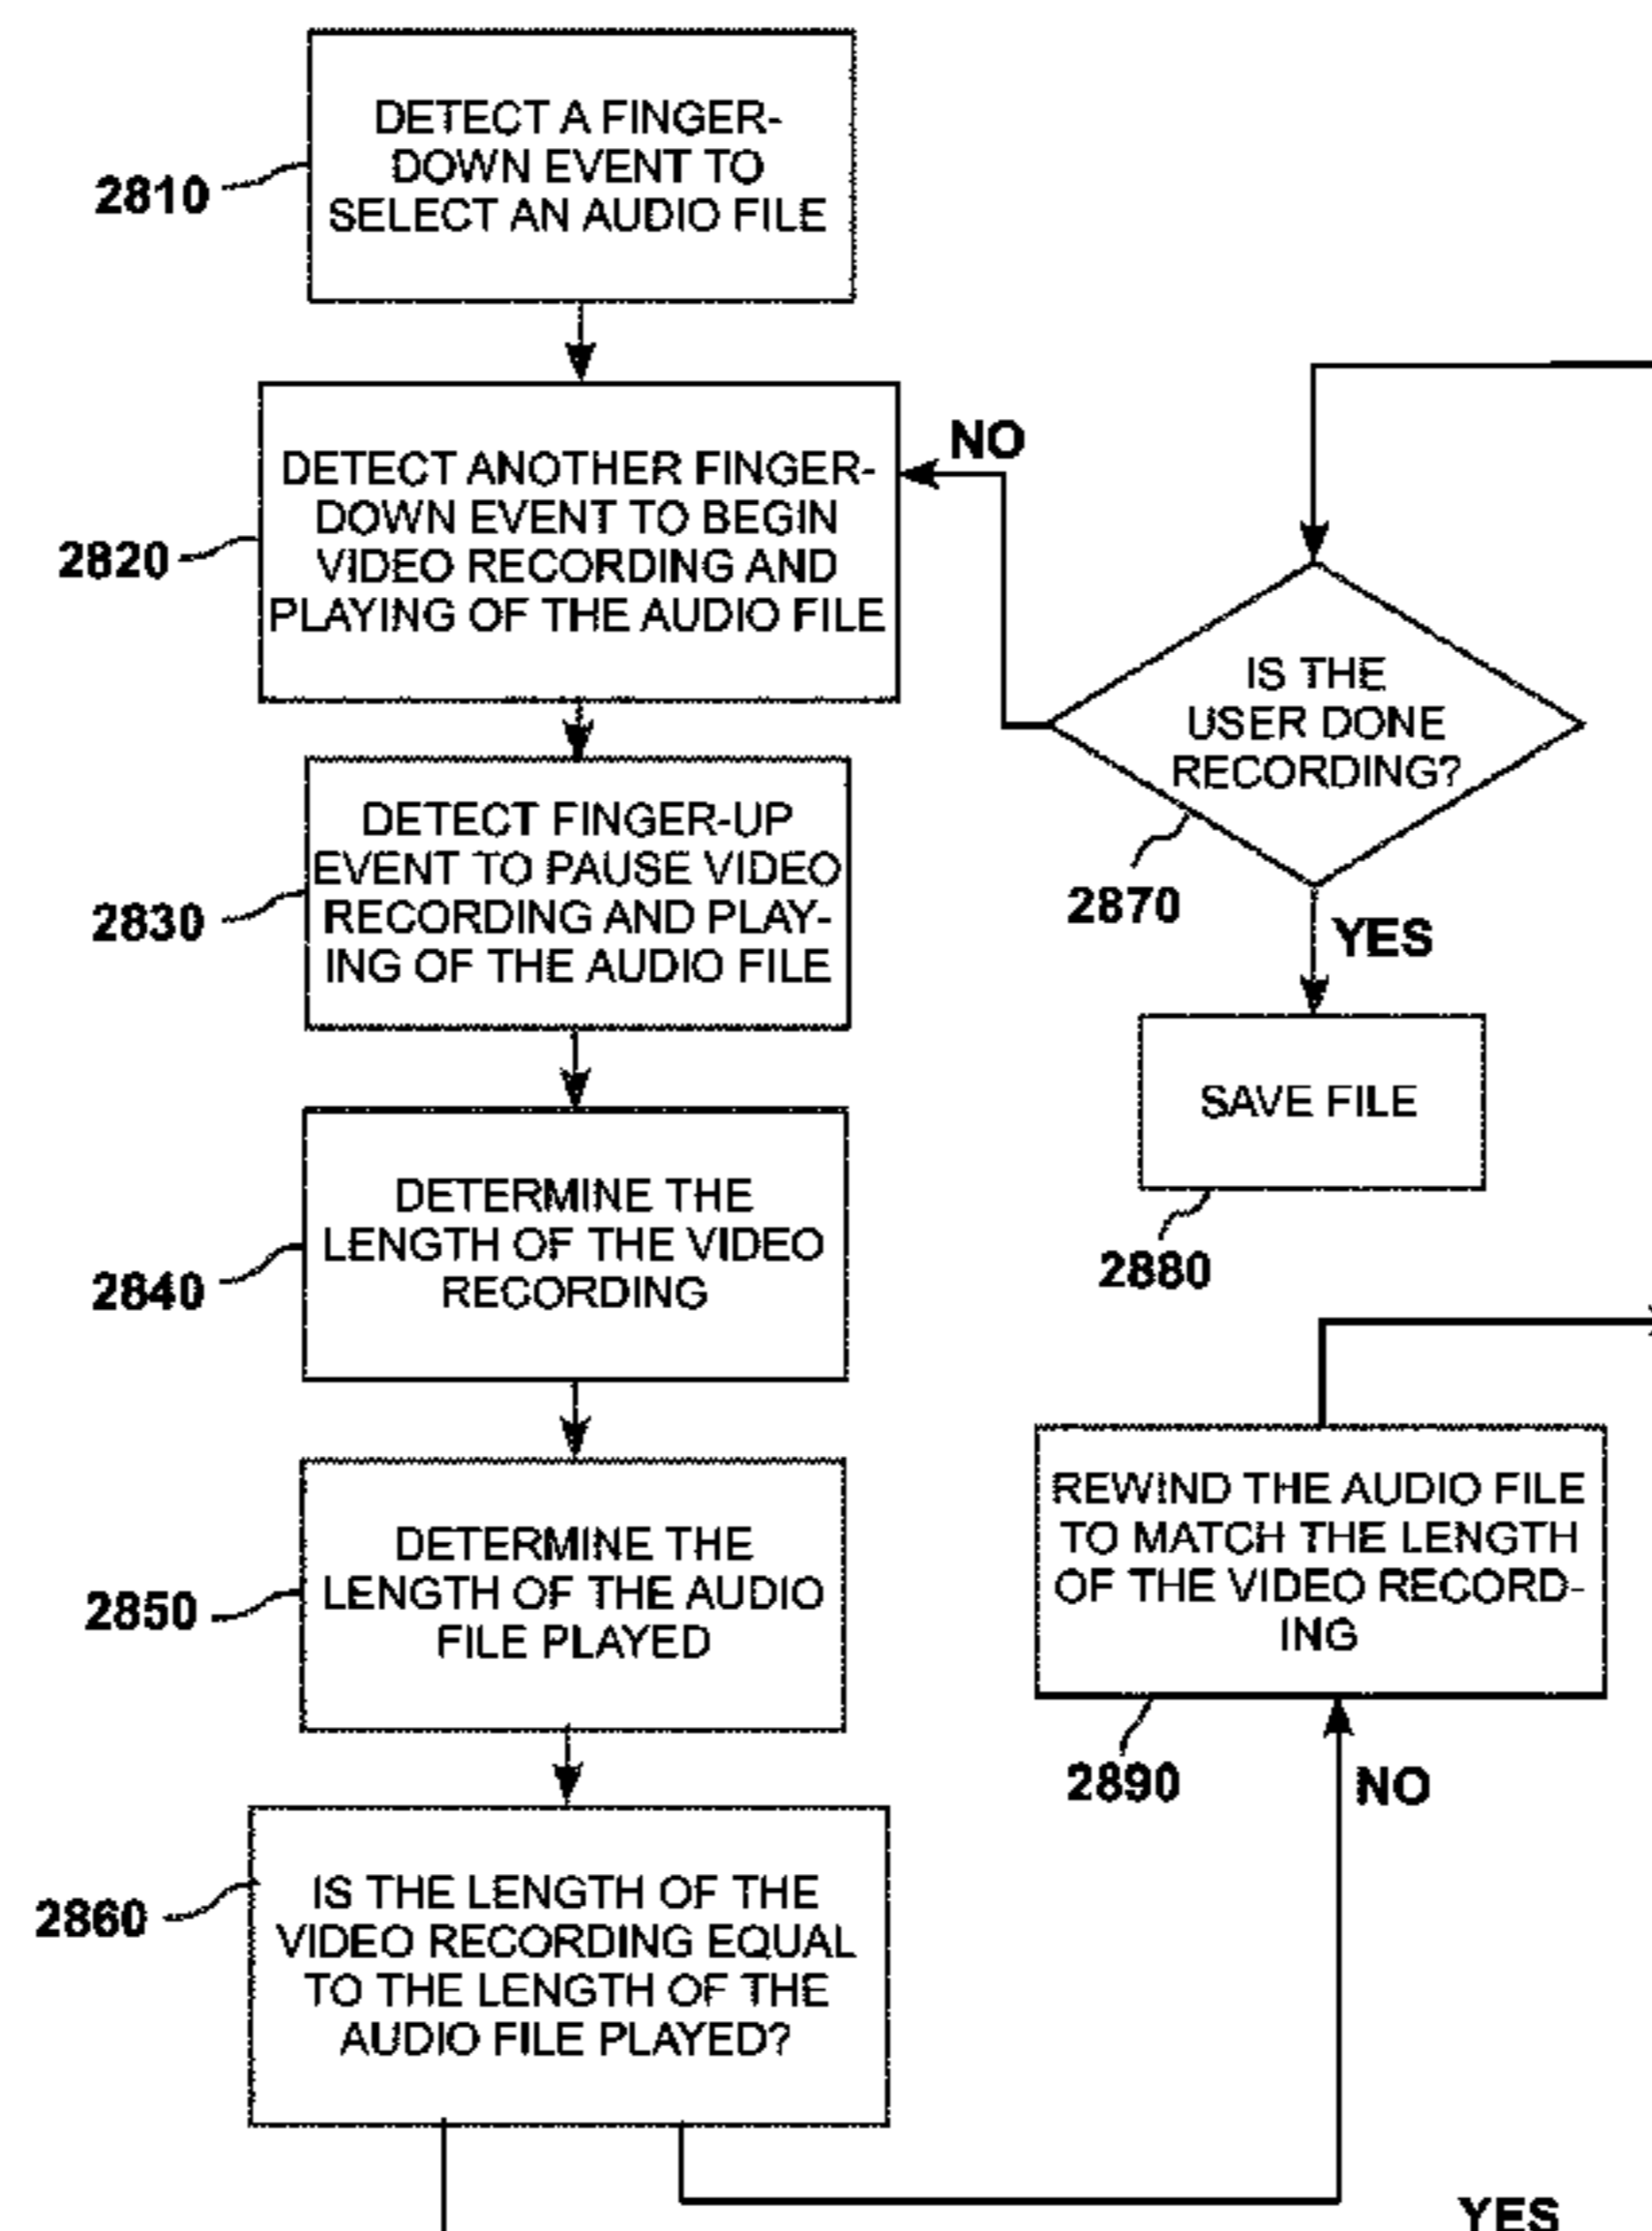 DETECT A FINGER-
DOWN EVENT TO
SELECT AN AUDIO FILE
2810
DETECT ANOTHER FINGER-
DOWN EVENT TO BEGIN
VIDEO RECORDING AND
PLAYING OF THE AUDIO FILE
2820
NO
DETECT FINGER-UP
EVENT TO PAUSE VIDEO
RECORDING AND PLAY-
ING OF THE AUDIO FILE
2830
DETERMINE THE
LENGTH OF THE VIDEO
RECORDING
2840
DETERMINE THE
LENGTH OF THE AUDIO
FILE PLAYED
2850
IS THE LENGTH OF THE
VIDEO RECORDING EQUAL
TO THE LENGTH OF THE
AUDIO FILE PLAYED?
2860
IS THE
USER DONE
RECORDING?
2870
YES
SAVE FILE
2880
REWIND THE AUDIO FILE
TO MATCH THE LENGTH
OF THE VIDEO RECORD-
ING
2890
NO
YES